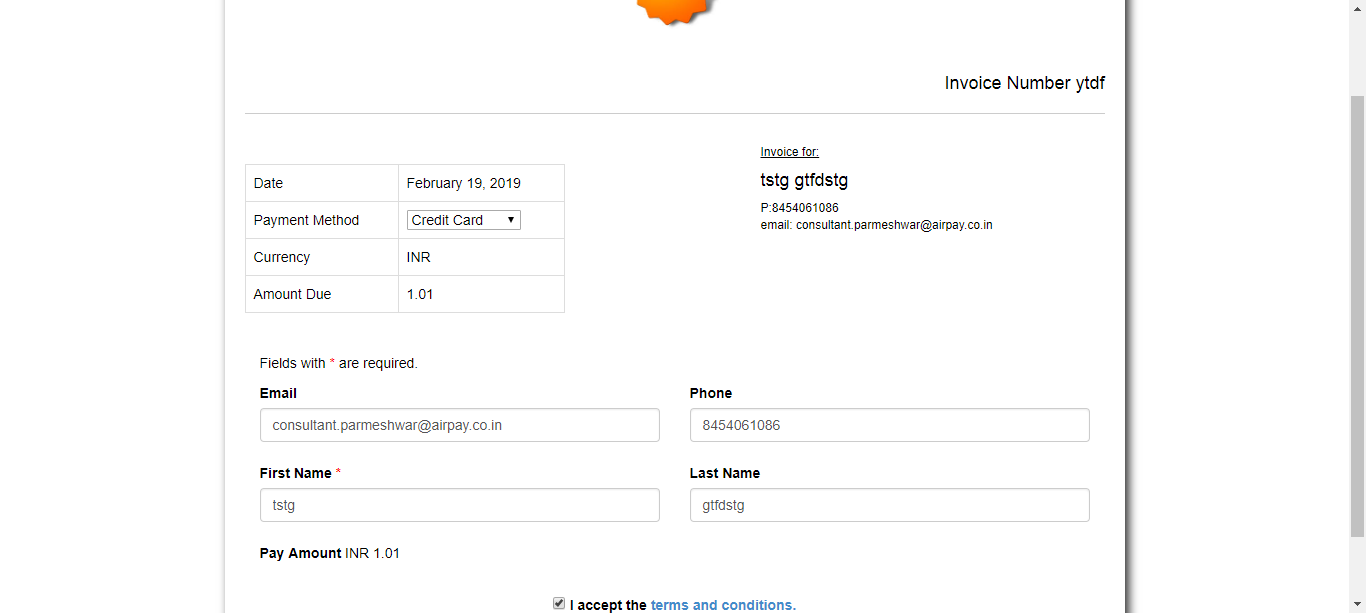 Invoice Number ytdf
Invoice for:
tstg gtfdstg
P:8454061086
email: consultant.parmeshwar@airpay.co.in
Date February 19, 2019
Payment Method Credit Card
Currency INR
Amount Due 1.01
Fields with * are required.
Email Phone
consultant.parmeshwar@airpay.co.in 8454061086
First Name * Last Name
tstg gtfdstg
Pay Amount INR 1.01
I accept the terms and conditions.